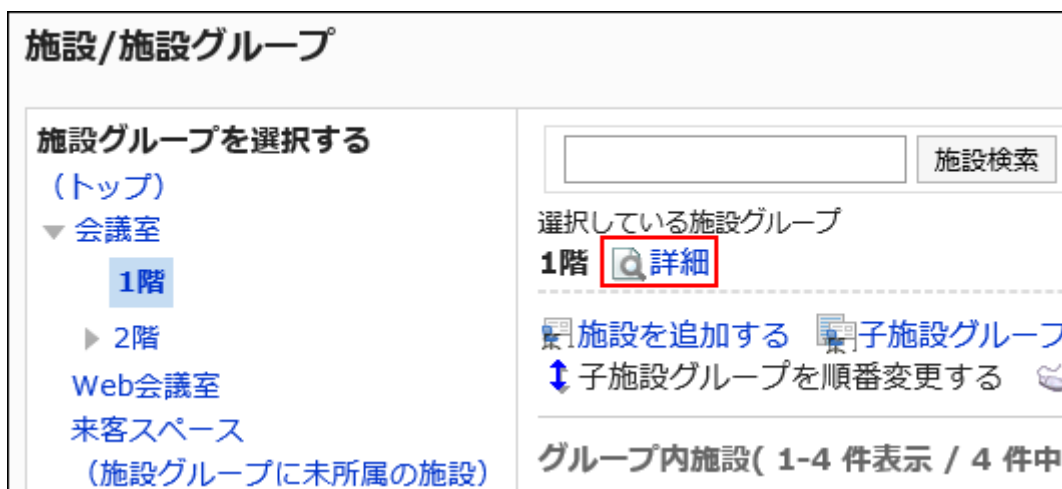 施設/施設グループ
施設グループを選択する
(トップ)
会議室
1階
2階
Web会議室
来客スペース
(施設グループに未所属の施設)
施設検索
選択している施設グループ
1階 詳細
施設を追加する 子施設グループ
子施設グループを順番変更する
グループ内施設( 1-4 件表示 / 4 件中